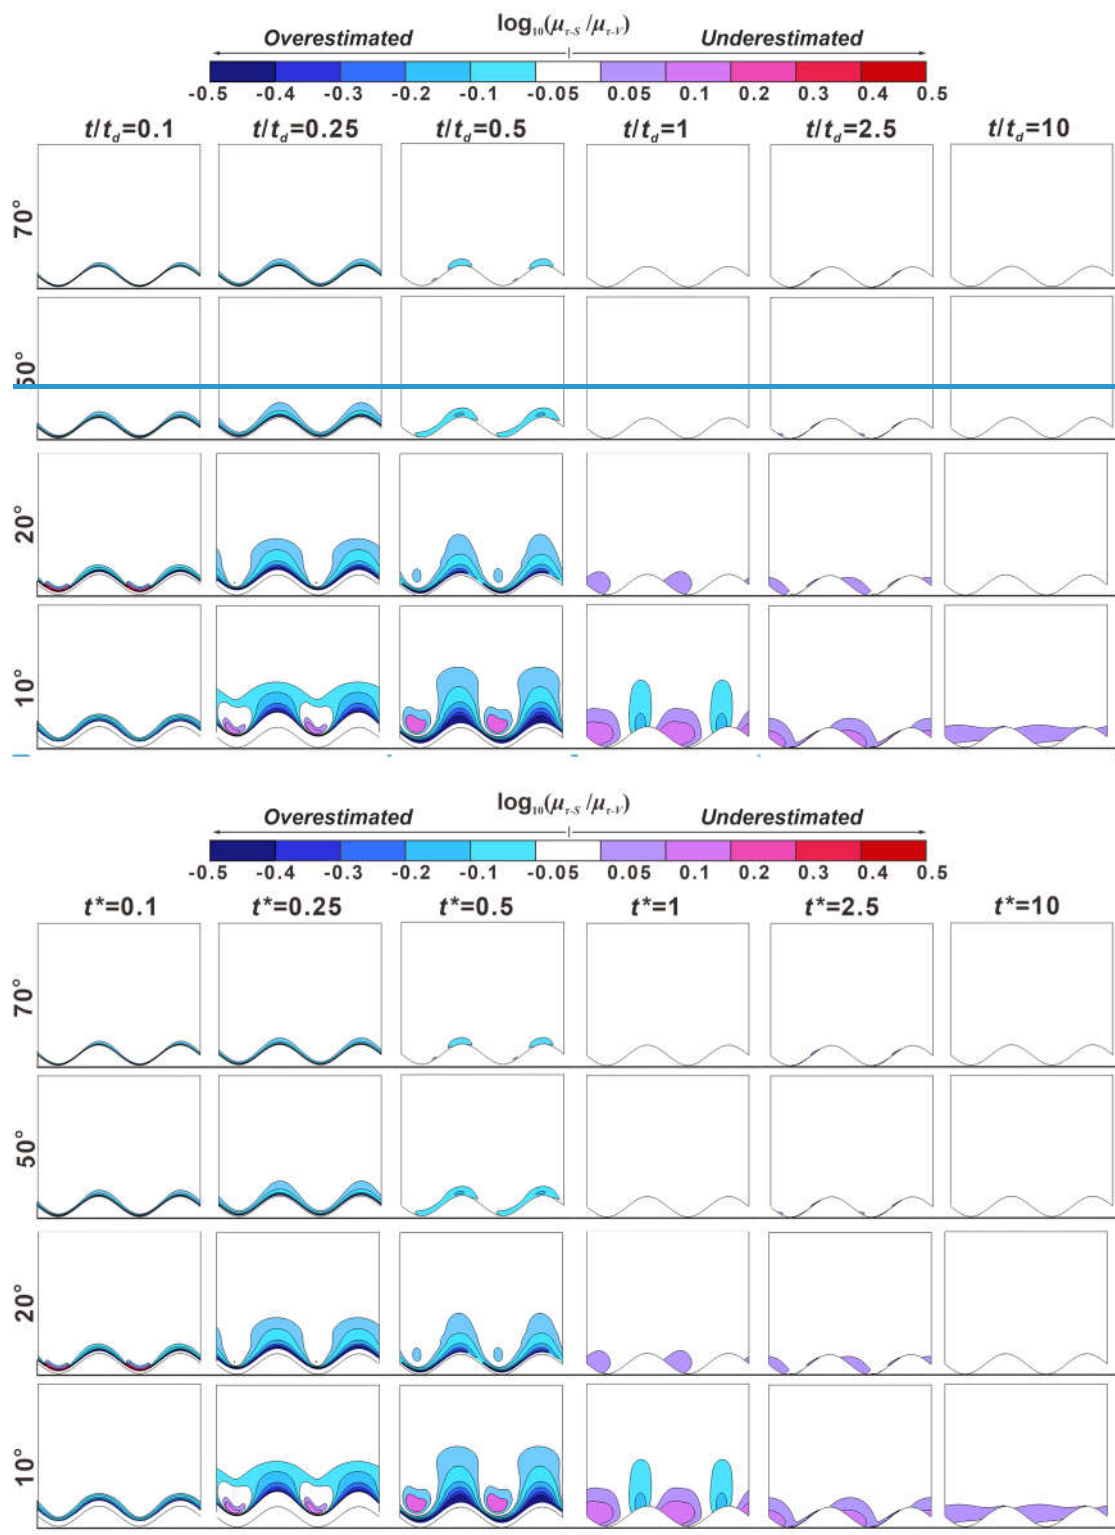 log₁₀(μτ-S /μτ-V)
Overestimated Underestimated
-0.5 -0.4 -0.3 -0.2 -0.1 -0.05 0.05 0.1 0.2 0.3 0.4 0.5
t/td=0.1 t/td=0.25 t/td=0.5 t/td=1 t/td=2.5 t/td=10
70°
50°
20°
10°
log₁₀(μτ-S /μτ-V)
Overestimated Underestimated
-0.5 -0.4 -0.3 -0.2 -0.1 -0.05 0.05 0.1 0.2 0.3 0.4 0.5
t*=0.1 t*=0.25 t*=0.5 t*=1 t*=2.5 t*=10
70°
50°
20°
10°